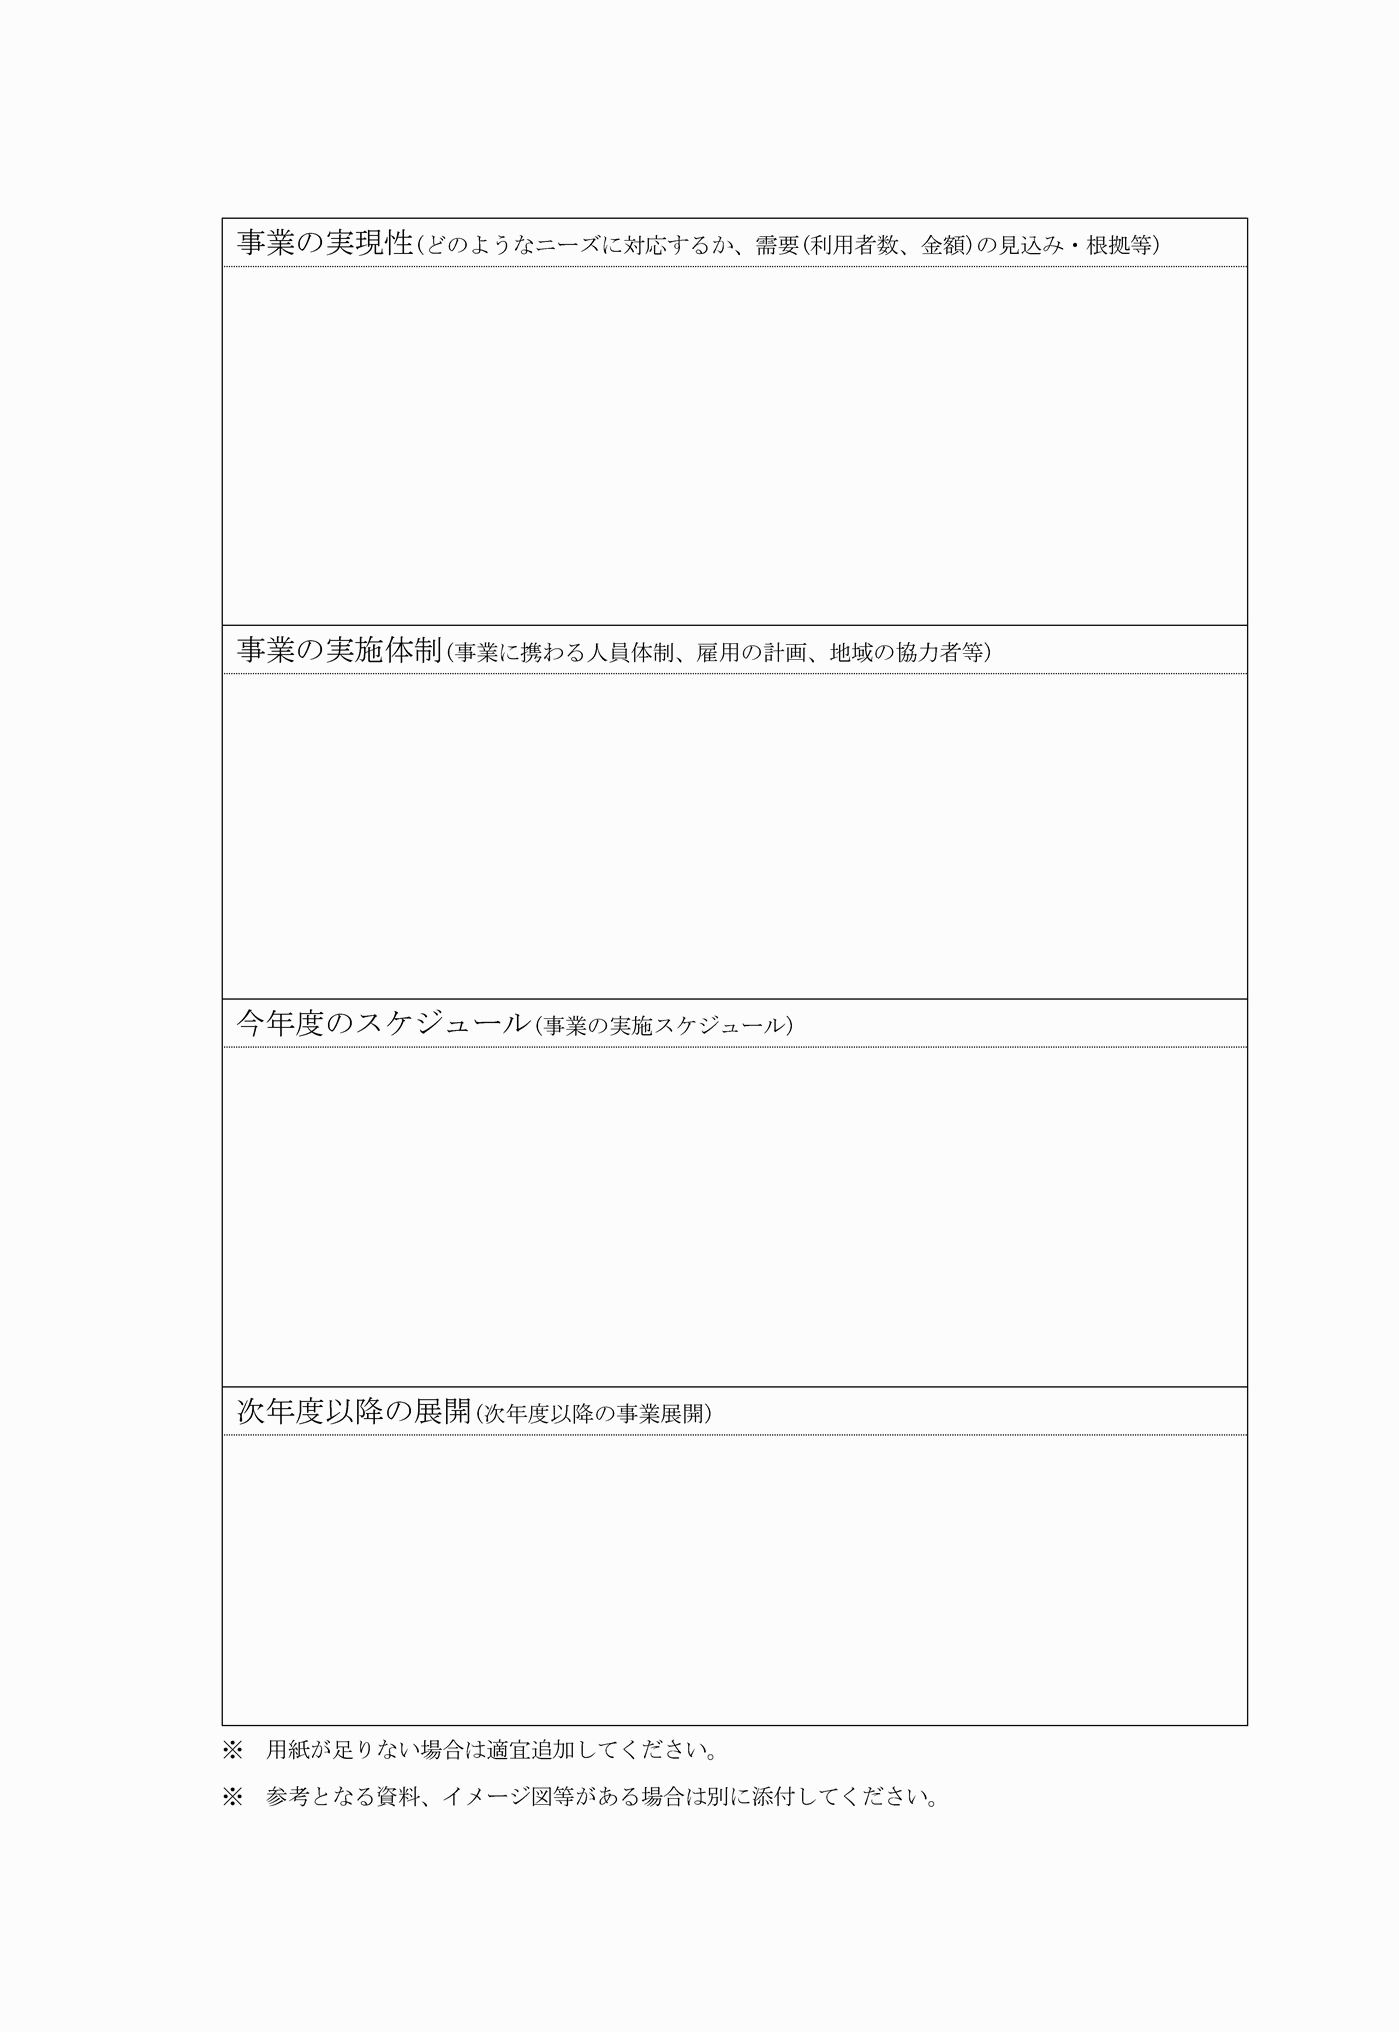 事業の実現性(どのようなニーズに対応するか、需要(利用者数、金額)の見込み・根拠等)
事業の実施体制(事業に携わる人員体制、雇用の計画、地域の協力者等)
今年度のスケジュール(事業の実施スケジュール)
次年度以降の展開(次年度以降の事業展開)
※　用紙が足りない場合は適宜追加してください。
※　参考となる資料、イメージ図等がある場合は別に添付してください。